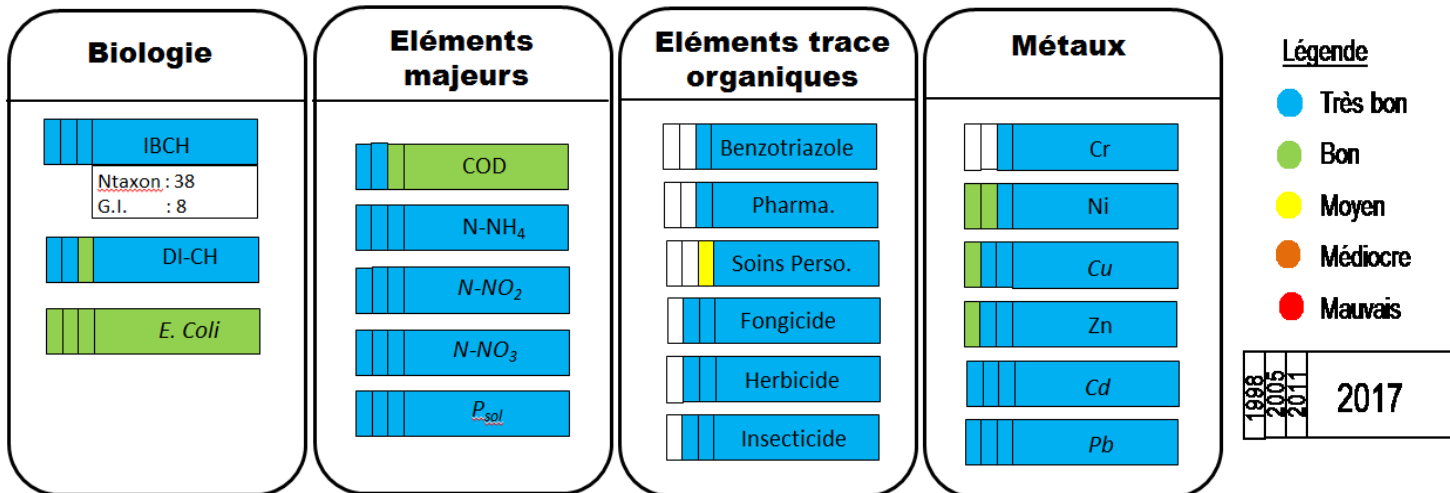 Biologie
IBCH
Ntaxon : 38
G.I. : 8
DI-CH
E. Coli
Eléments
majeurs
COD
N-NH4
N-NO2
N-NO3
Psol
Eléments trace
organiques
Benzotriazole
Pharma.
Soins Perso.
Fongicide
Herbicide
Insecticide
Métaux
Cr
Ni
Cu
Zn
Cd
Pb
Légende
Très bon
Bon
Moyen
Médiocre
Mauvais
1998
2005
2011
2017